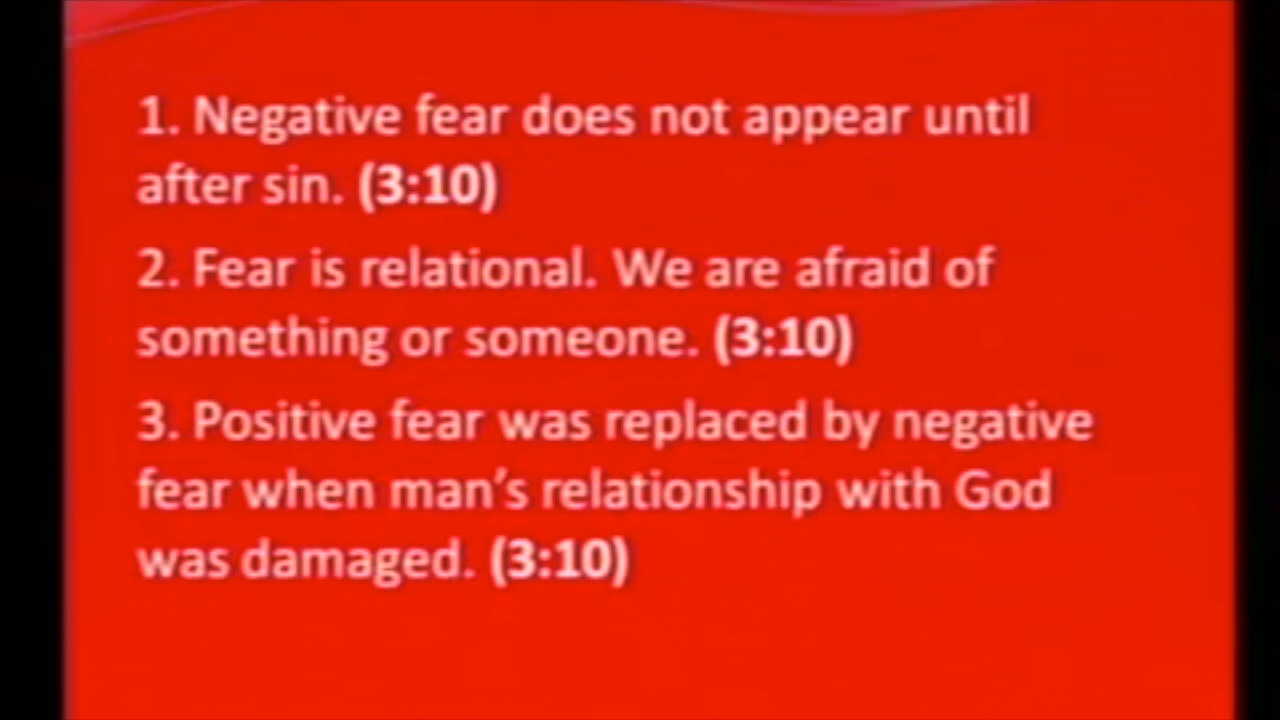 1. Negative fear does not appear until
after sin. (3:10)
2. Fear is relational. We are afraid of
something or someone. (3:10)
3. Positive fear was replaced by negative
fear when man’s relationship with God
was damaged. (3:10)